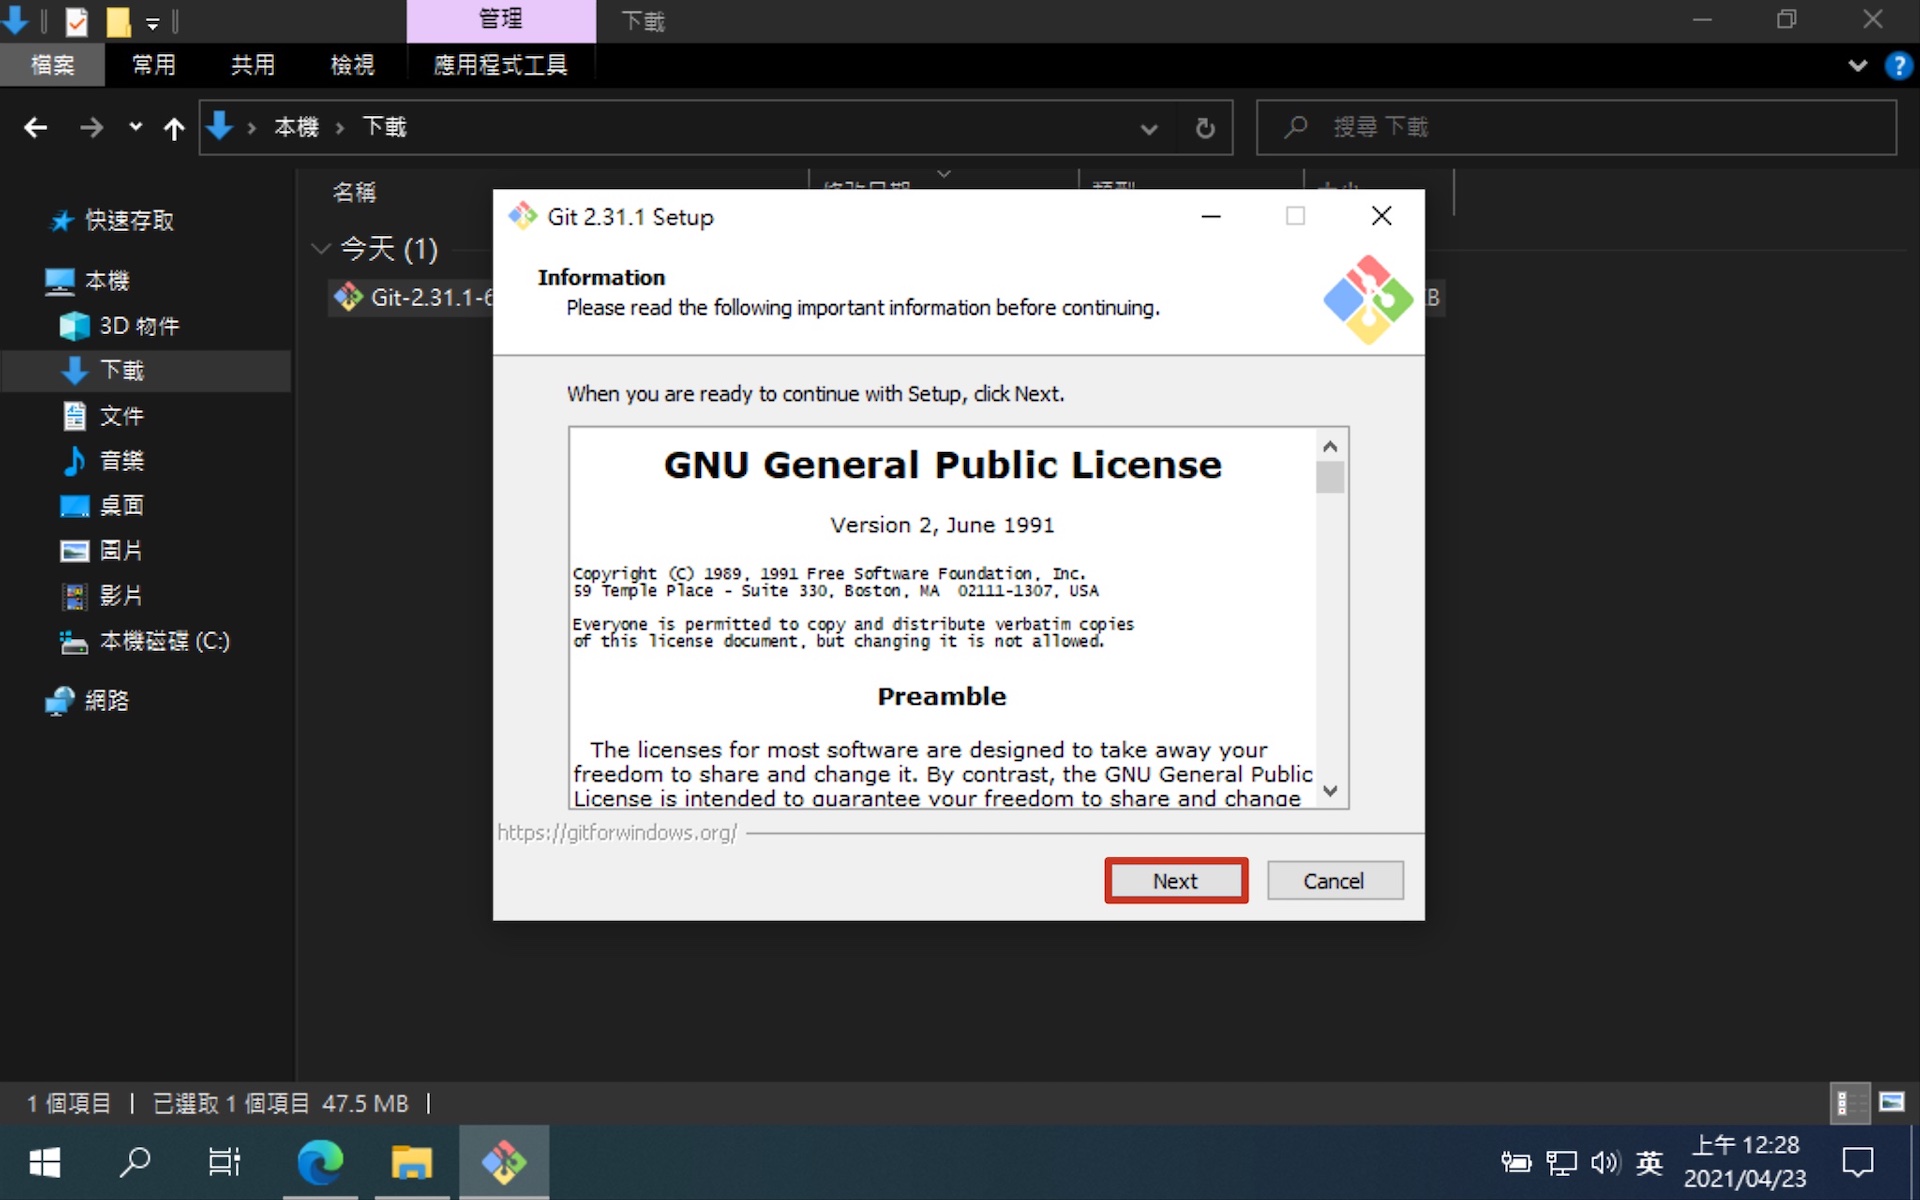 管理
下載
檔案
常用
共用
檢視
應用程式工具
本機 > 下載
搜尋 下載
名稱
修改日期
類型
大小
快速存取
本機
3D 物件
下載
文件
音樂
桌面
圖片
影片
本機磁碟 (C:)
網路
今天 (1)
Git-2.31.1-6
Git 2.31.1 Setup
Information
Please read the following important information before continuing.
When you are ready to continue with Setup, click Next.
GNU General Public License
Version 2, June 1991
Copyright (C) 1989, 1991 Free Software Foundation, Inc.
59 Temple Place - Suite 330, Boston, MA  02111-1307, USA
Everyone is permitted to copy and distribute verbatim copies
of this license document, but changing it is not allowed.
Preamble
The licenses for most software are designed to take away your
freedom to share and change it. By contrast, the GNU General Public
License is intended to guarantee your freedom to share and change
https://gitforwindows.org/
Next
Cancel
1 個項目 | 已選取 1 個項目 47.5 MB |
英
上午 12:28
2021/04/23